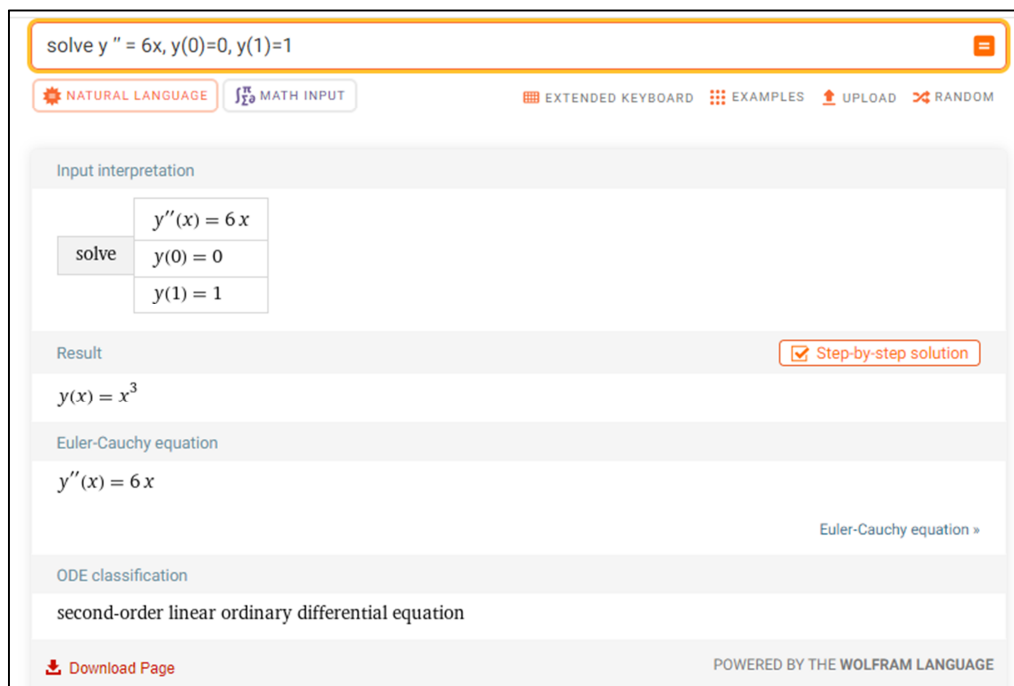 solve y ″ = 6x, y(0)=0, y(1)=1
=
NATURAL LANGUAGE
∫Σ∂π MATH INPUT
EXTENDED KEYBOARD
EXAMPLES
UPLOAD
RANDOM
Input interpretation
solve
y′′(x) = 6 x
y(0) = 0
y(1) = 1
Result
Step-by-step solution
y(x) = x³
Euler-Cauchy equation
y′′(x) = 6 x
Euler-Cauchy equation »
ODE classification
second-order linear ordinary differential equation
Download Page
POWERED BY THE WOLFRAM LANGUAGE